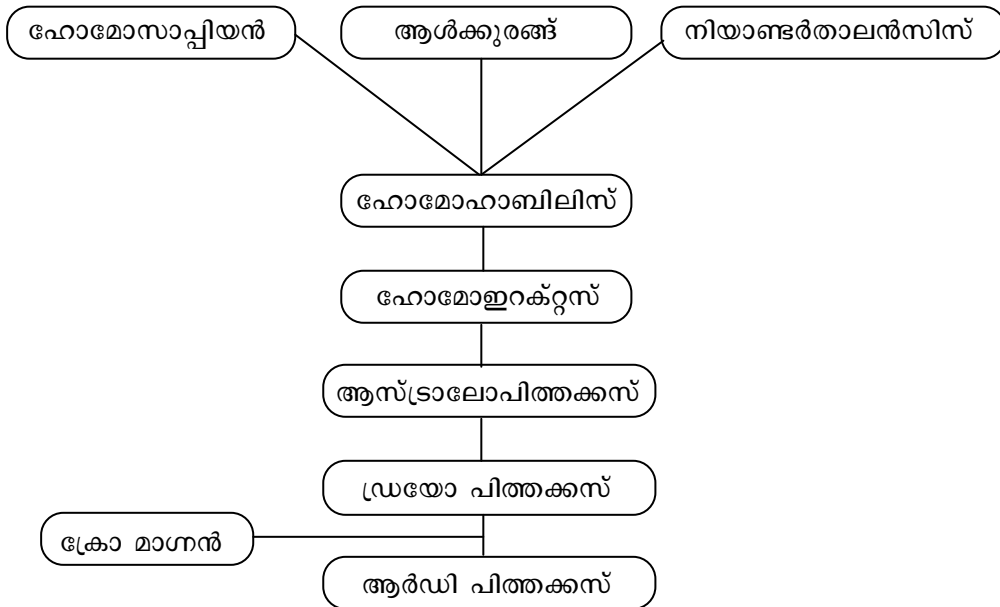 ഹോമോസാപ്പിയൻ
ആൾക്കുരങ്ങ്
നിയാണ്ടർതാലൻസിസ്
ഹോമോഹാബിലിസ്
ഹോമോഇറക്റ്റസ്
ആസ്ട്രാലോപിത്തക്കസ്
ഡ്രയോ പിത്തക്കസ്
ക്രോ മാഗ്നൻ
ആർഡി പിത്തക്കസ്